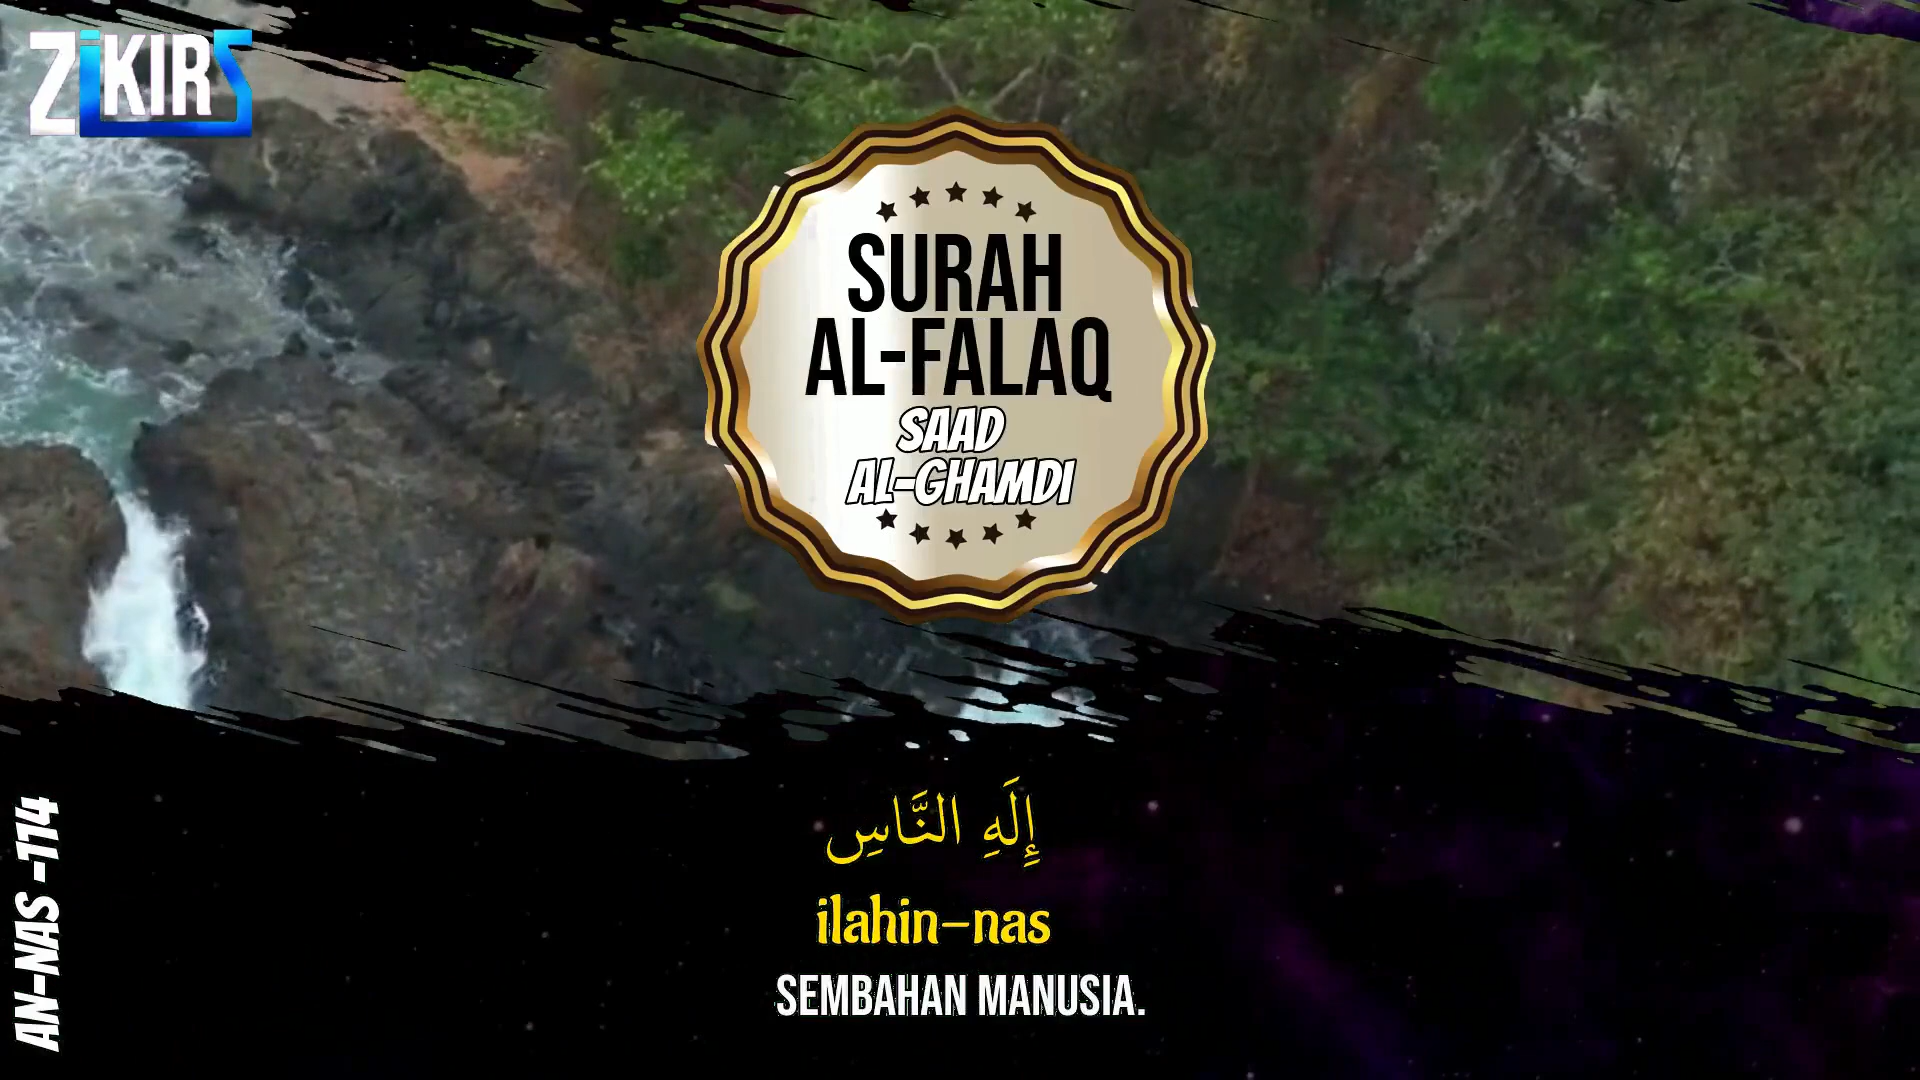 ZiKIRS
SURAH
AL-FALAQ
SAAD
AL-GHAMDI
إِلَهِ النَّاسِ
ilahin-nas
SEMBAHAN MANUSIA.
AN-NAS -114